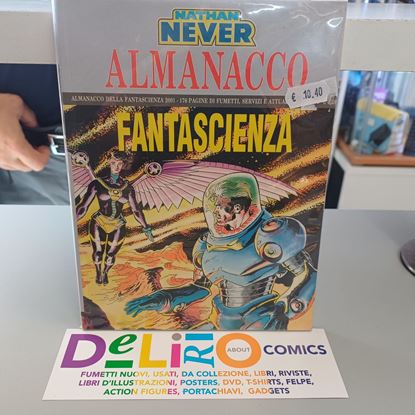 NATHAN
NEVER
ALMANACCO
ALMANACCO DELLA FANTASCIENZA 2001 - 176 PAGINE DI FUMETTI, SERVIZI E ATTUA
€ 10,40
FANTASCIENZA
DELIRIO ABOUT COMICS
FUMETTI NUOVI, USATI, DA COLLEZIONE, LIBRI, RIVISTE,
LIBRI D'ILLUSTRAZIONI, POSTERS, DVD, T-SHIRTS, FELPE,
ACTION FIGURES, PORTACHIAVI, GADGETS